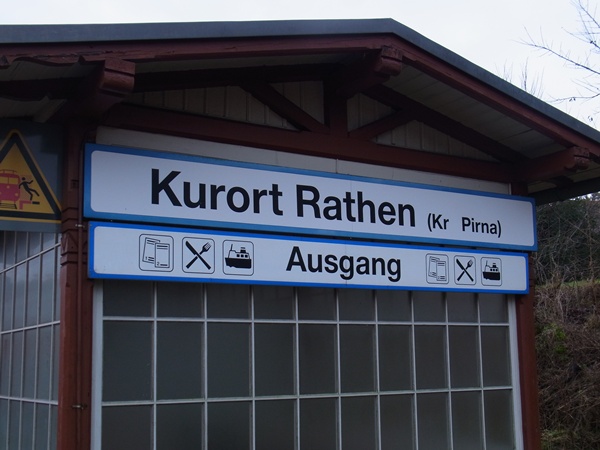 Kurort Rathen (Kr Pirna)
Ausgang